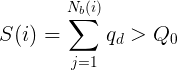 S(i) = \sum_{j=1}^{N_b(i)} q_d > Q_0